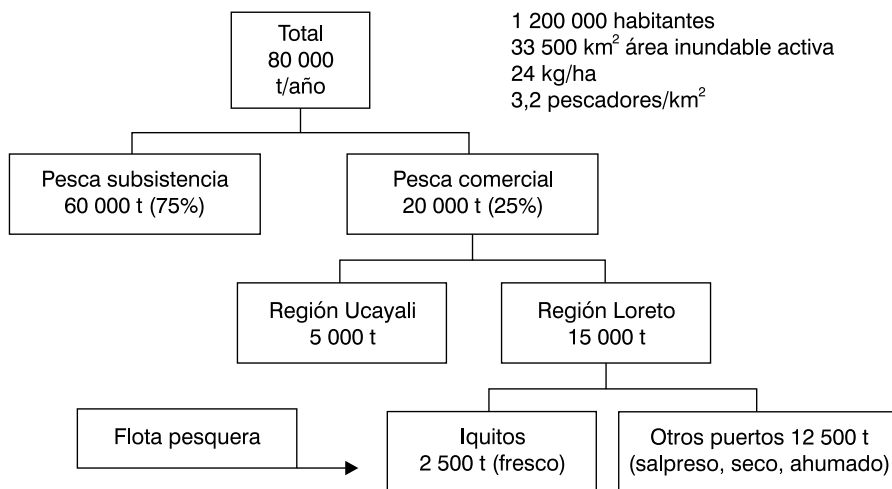 Total
80 000
t/año
1 200 000 habitantes
33 500 km² área inundable activa
24 kg/ha
3,2 pescadores/km²
Pesca subsistencia
60 000 t (75%)
Pesca comercial
20 000 t (25%)
Región Ucayali
5 000 t
Región Loreto
15 000 t
Flota pesquera
Iquitos
2 500 t (fresco)
Otros puertos 12 500 t
(salpreso, seco, ahumado)